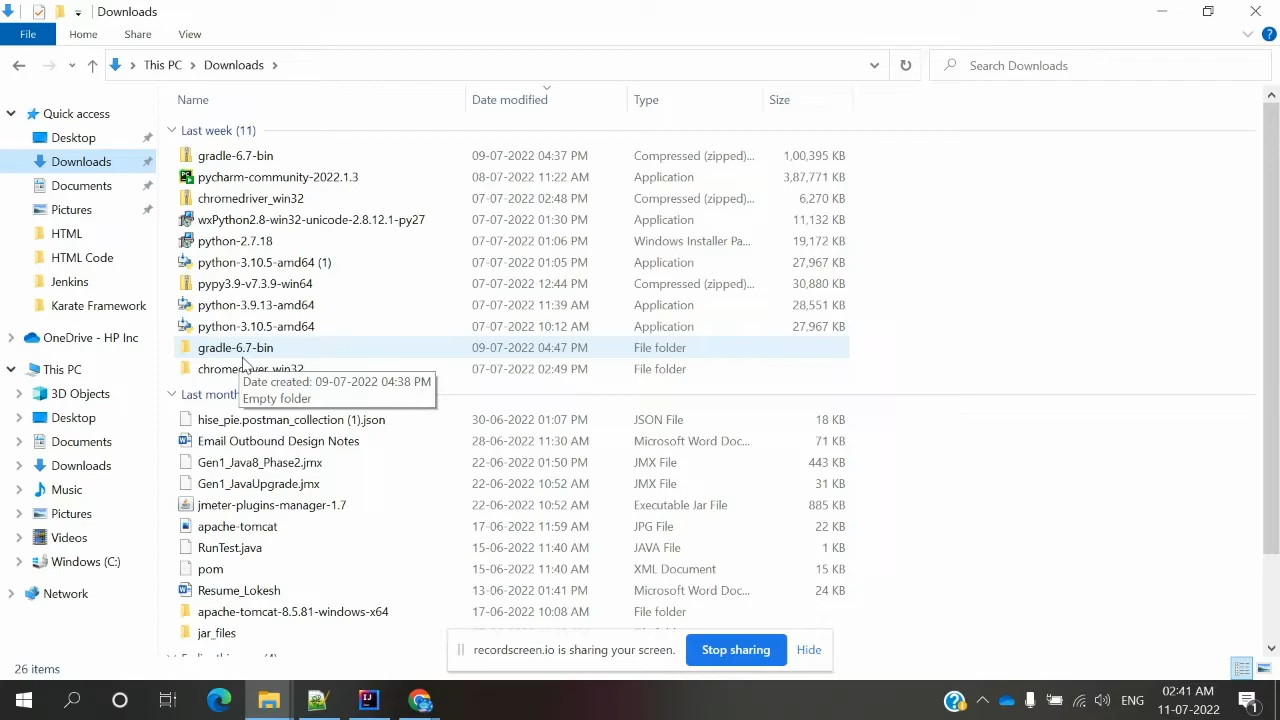 Downloads
File Home Share View
This PC > Downloads >
Search Downloads
Name Date modified Type Size
Quick access
Desktop
Downloads
Documents
Pictures
HTML
HTML Code
Jenkins
Karate Framework
OneDrive - HP Inc
This PC
3D Objects
Desktop
Documents
Downloads
Music
Pictures
Videos
Windows (C:)
Network
Last week (11)
gradle-6.7-bin 09-07-2022 04:37 PM Compressed (zipped)... 1,00,395 KB
pycharm-community-2022.1.3 08-07-2022 11:22 AM Application 3,87,771 KB
chromedriver_win32 07-07-2022 02:48 PM Compressed (zipped)... 6,270 KB
wxPython2.8-win32-unicode-2.8.12.1-py27 07-07-2022 01:30 PM Application 11,132 KB
python-2.7.18 07-07-2022 01:06 PM Windows Installer Pa... 19,172 KB
python-3.10.5-amd64 (1) 07-07-2022 01:05 PM Application 27,967 KB
pypy3.9-v7.3.9-win64 07-07-2022 12:44 PM Compressed (zipped)... 30,880 KB
python-3.9.13-amd64 07-07-2022 11:39 AM Application 28,551 KB
python-3.10.5-amd64 07-07-2022 10:12 AM Application 27,967 KB
gradle-6.7-bin 09-07-2022 04:47 PM File folder
chromedriver_win32 07-07-2022 02:49 PM File folder
Date created: 09-07-2022 04:38 PM
Empty folder
Last month
hise_pie.postman_collection (1).json 30-06-2022 01:07 PM JSON File 18 KB
Email Outbound Design Notes 28-06-2022 11:30 AM Microsoft Word Doc... 71 KB
Gen1_Java8_Phase2.jmx 22-06-2022 01:50 PM JMX File 443 KB
Gen1_JavaUpgrade.jmx 22-06-2022 10:52 AM JMX File 31 KB
jmeter-plugins-manager-1.7 22-06-2022 10:52 AM Executable Jar File 885 KB
apache-tomcat 17-06-2022 11:59 AM JPG File 22 KB
RunTest.java 15-06-2022 11:40 AM JAVA File 1 KB
pom 15-06-2022 11:40 AM XML Document 15 KB
Resume_Lokesh 13-06-2022 01:41 PM Microsoft Word Doc... 24 KB
apache-tomcat-8.5.81-windows-x64 17-06-2022 10:08 AM File folder
jar_files
recordscreen.io is sharing your screen. Stop sharing Hide
26 items
ENG
02:41 AM
11-07-2022